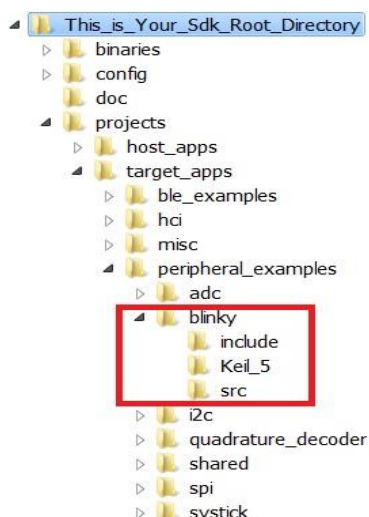 This_is_Your_Sdk_Root_Directory
binaries
config
doc
projects
host_apps
target_apps
ble_examples
hci
misc
peripheral_examples
adc
blinky
include
Keil_5
src
i2c
quadrature_decoder
shared
spi
systick